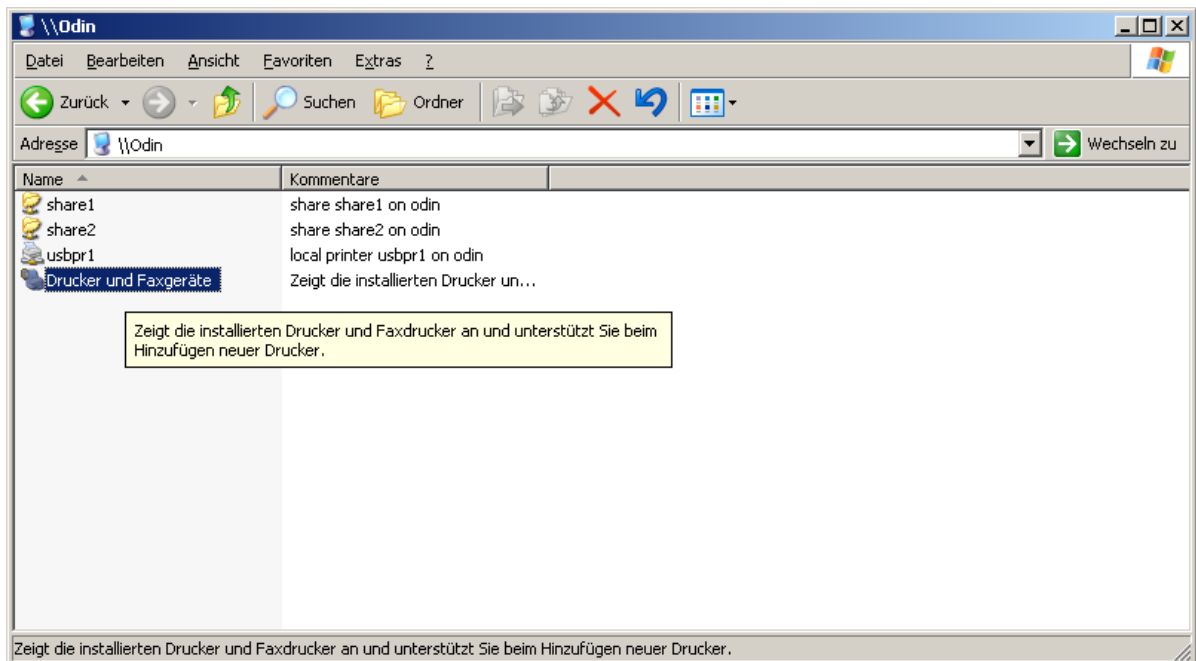 \\Odin
Datei Bearbeiten Ansicht Favoriten Extras ?
Zurück Suchen Ordner
Adresse \\Odin Wechseln zu
Name Kommentare
share1 share share1 on odin
share2 share share2 on odin
usbpr1 local printer usbpr1 on odin
Drucker und Faxgeräte Zeigt die installierten Drucker un...
Zeigt die installierten Drucker und Faxdrucker an und unterstützt Sie beim
Hinzufügen neuer Drucker.
Zeigt die installierten Drucker und Faxdrucker an und unterstützt Sie beim Hinzufügen neuer Drucker.